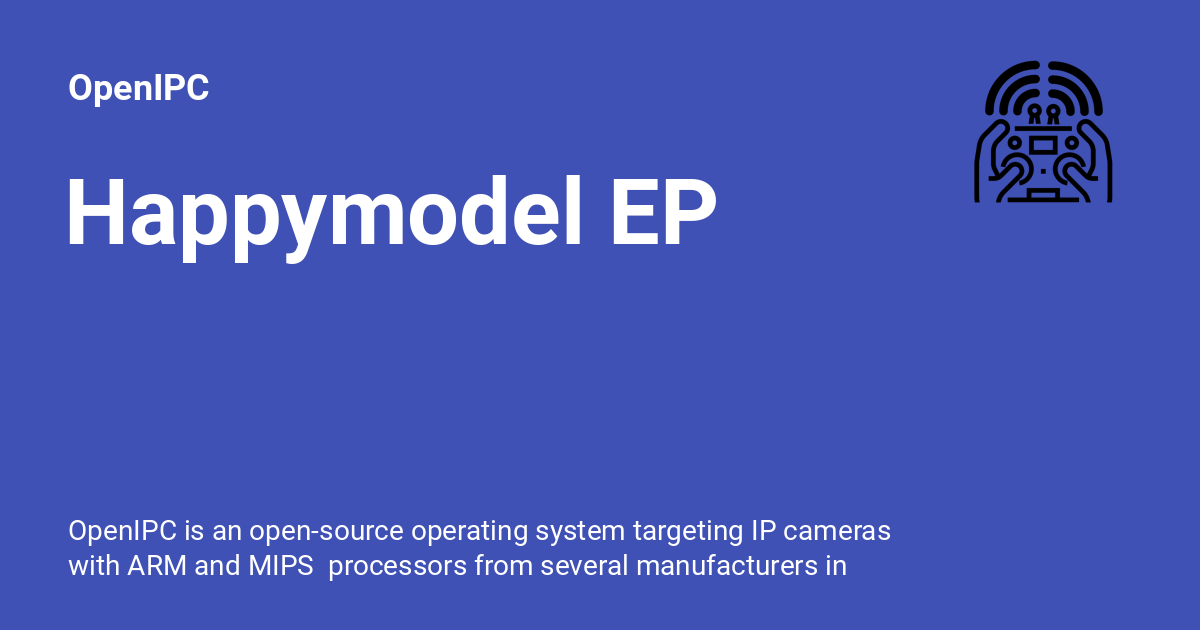 OpenIPC
Happymodel EP
OpenIPC is an open-source operating system targeting IP cameras
with ARM and MIPS  processors from several manufacturers in